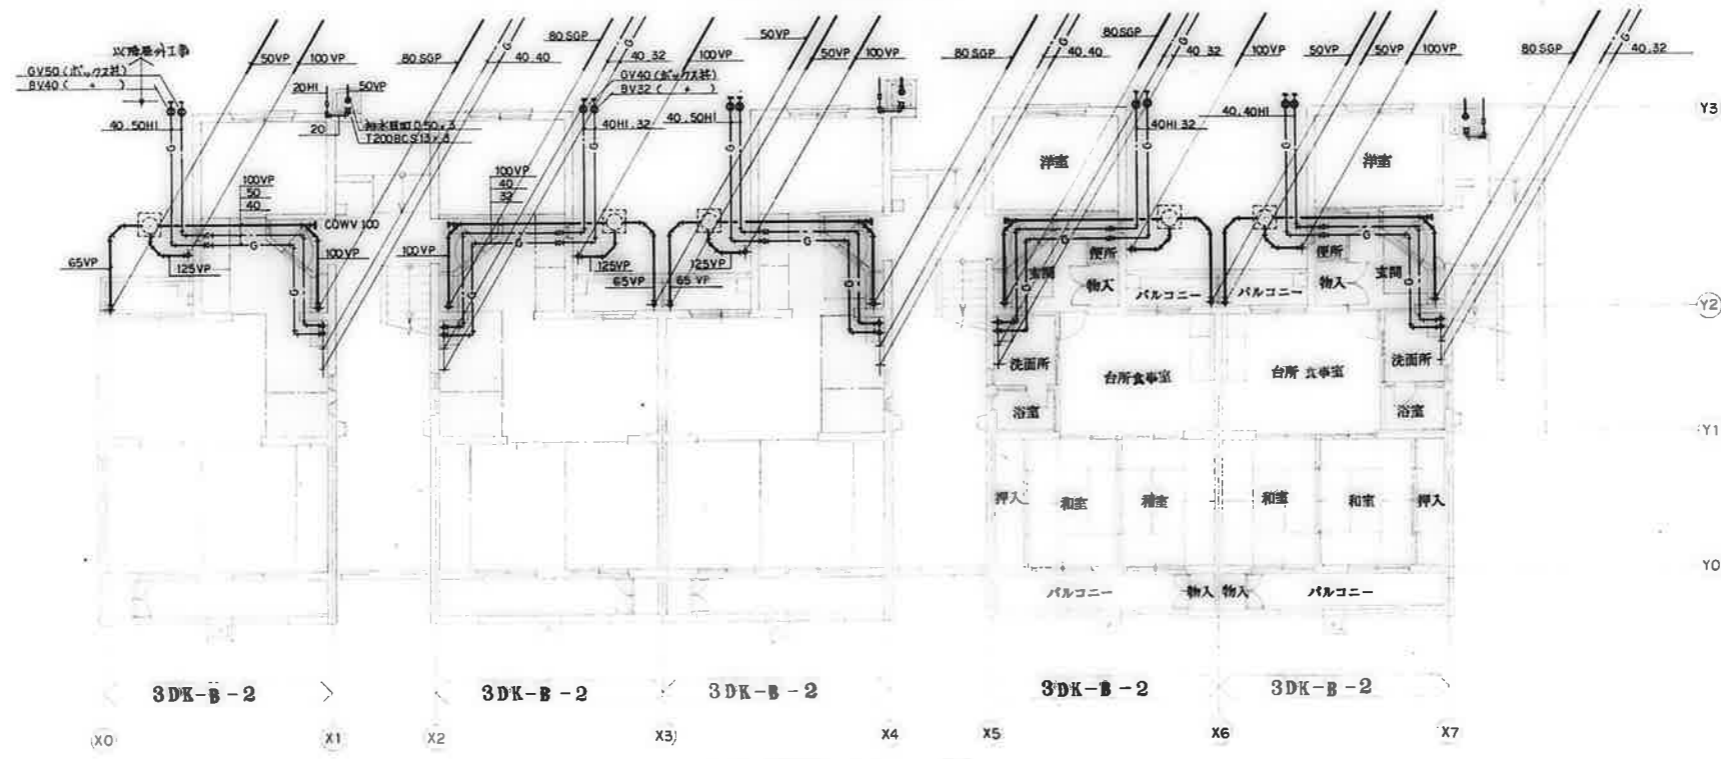 以降屋外工事
GV50(ボックス共)
BV40( 〃 )
50VP
100VP
80SGP
G
40.40
80SGP
G
40.32
100VP
50VP
50VP
100VP
80SGP
G
40.40
80SGP
G
40.32
100VP
50VP
50VP
100VP
80SGP
G
40.32
GV40(ボックス共)
BV32( 〃 )
20HI
50VP
40.50HI
20
T200BCS13×3
40HI.32
40.50HI
40HI.32
40.40HI
Y3
G
G
G
G
G
洋室
洋室
100VP
50
40
COWV100
100VP
40
32
G
G
G
G
G
65VP
125VP
100VP
100VP
125VP
65VP
65VP
125VP
玄関
便所
物入
バルコニー
バルコニー
便所
物入
玄関
G
G
G
G
G
Y2
洗面所
台所食事室
台所食事室
洗面所
浴室
浴室
Y1
押入
和室
和室
和室
和室
押入
Y0
バルコニー
物入
物入
バルコニー
3DK-B-2
3DK-B-2
3DK-B-2
3DK-B-2
3DK-B-2
X0
X1
X2
X3
X4
X5
X6
X7